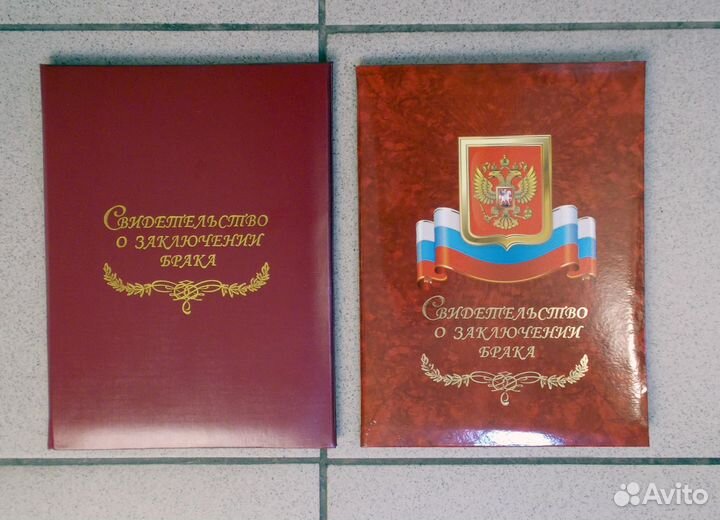 Свидетельство
о заключении
брака
Свидетельство
о заключении
брака
Avito